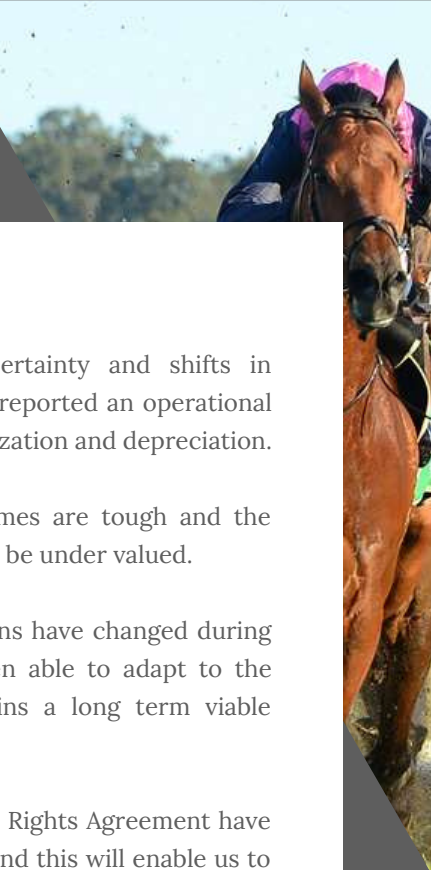 ertainty and shifts in
reported an operational
zation and depreciation.
mes are tough and the
be under valued.
ns have changed during
en able to adapt to the
ins a long term viable
Rights Agreement have
nd this will enable us to